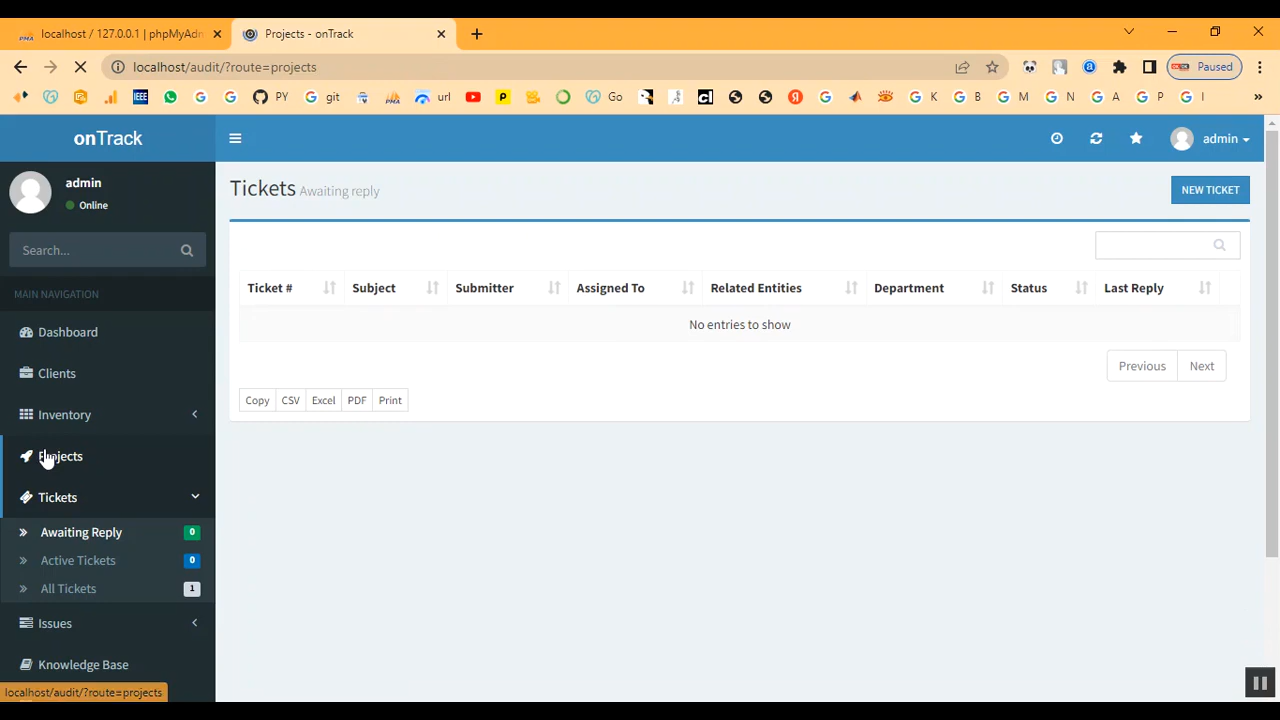 localhost / 127.0.0.1 | phpMyAdn
Projects - onTrack
localhost/audit/?route=projects
Paused
IEEE G G PY G git PMA url P Go G G K G B G M G N G A G P G I »
onTrack
admin
admin
Online
Tickets Awaiting reply
NEW TICKET
Search...
MAIN NAVIGATION
Ticket # Subject Submitter Assigned To Related Entities Department Status Last Reply
No entries to show
Dashboard
Previous Next
Clients
Copy CSV Excel PDF Print
Inventory
Projects
Tickets
Awaiting Reply 0
Active Tickets 0
All Tickets 1
Issues
Knowledge Base
localhost/audit/?route=projects